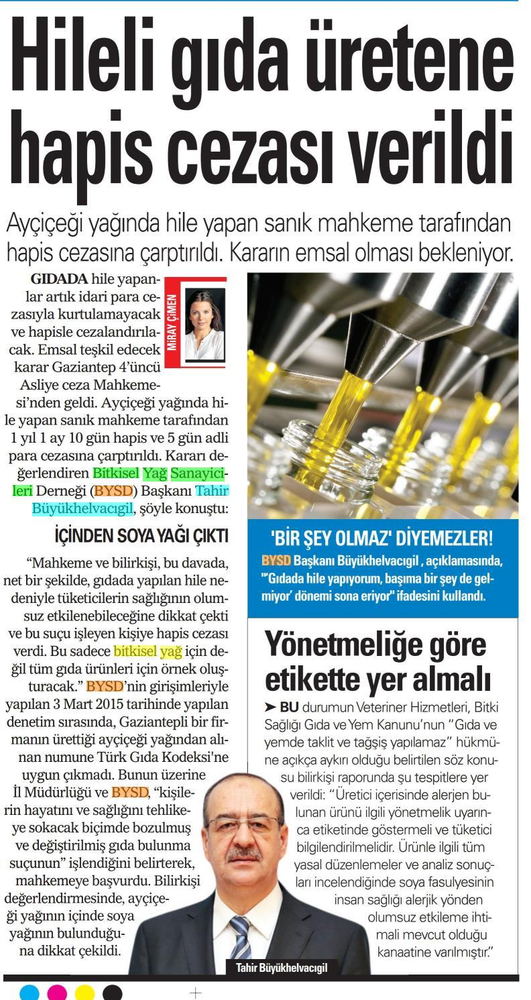 Hileli gıda üretene
hapis cezası verildi
Ayçiçeği yağında hile yapan sanık mahkeme tarafından
hapis cezasına çarptırıldı. Kararın emsal olması bekleniyor.
GIDADA hile yapan-
lar artık idari para ce-
zasıyla kurtulamayacak
ve hapisle cezalandırıla-
cak. Emsal teşkil edecek
karar Gaziantep 4’üncü
Asliye ceza Mahkeme-
si’nden geldi. Ayçiçeği yağında hi-
le yapan sanık mahkeme tarafından
1 yıl 1 ay 10 gün hapis ve 5 gün adli
para cezasına çarptırıldı. Kararı de-
ğerlendiren Bitkisel Yağ Sanayici-
leri Derneği (BYSD) Başkanı Tahir
Büyükhelvacıgil, şöyle konuştu:
MİRAY ÇİMEN
İÇİNDEN SOYA YAĞI ÇIKTI
“Mahkeme ve bilirkişi, bu davada,
net bir şekilde, gıdada yapılan hile ne-
deniyle tüketicilerin sağlığının olum-
suz etkilenebileceğine dikkat çekti
ve bu suçu işleyen kişiye hapis cezası
verdi. Bu sadece bitkisel yağ için de-
ğil tüm gıda ürünleri için örnek oluş-
turacak.” BYSD’nin girişimleriyle
yapılan 3 Mart 2015 tarihinde yapılan
denetim sırasında, Gaziantepli bir fir-
manın ürettiği ayçiçeği yağından alı-
nan numune Türk Gıda Kodeksi'ne
uygun çıkmadı. Bunun üzerine
İl Müdürlüğü ve BYSD, “kişile-
rin hayatını ve sağlığını tehlike-
ye sokacak biçimde bozulmuş
ve değiştirilmiş gıda bulunma
suçunun” işlendiğini belirterek,
mahkemeye başvurdu. Bilirkişi
değerlendirmesinde, ayçiçe-
ği yağının içinde soya
yağının bulunduğu-
na dikkat çekildi.
'BİR ŞEY OLMAZ' DİYEMEZLER!
BYSD Başkanı Büyükhelvacıgil , açıklamasında,
"‘Gıdada hile yapıyorum, başıma bir şey de gel-
miyor’ dönemi sona eriyor" ifadesini kullandı.
Yönetmeliğe göre
etikette yer almalı
➤ BU durumun Veteriner Hizmetleri, Bitki
Sağlığı Gıda ve Yem Kanunu’nun “Gıda ve
yemde taklit ve tağşiş yapılamaz” hükmü-
ne açıkça aykırı olduğu belirtilen söz konu-
su bilirkişi raporunda şu tespitlere yer
verildi: “Üretici içerisinde alerjen bu-
lunan ürünü ilgili yönetmelik uyarın-
ca etiketinde göstermeli ve tüketici
bilgilendirilmelidir. Ürünle ilgili tüm
yasal düzenlemeler ve analiz sonuç-
ları incelendiğinde soya fasulyesinin
insan sağlığı alerjik yönden
olumsuz etkileme ihti-
mali mevcut olduğu
kanaatine varılmıştır.”
Tahir Büyükhelvacıgil